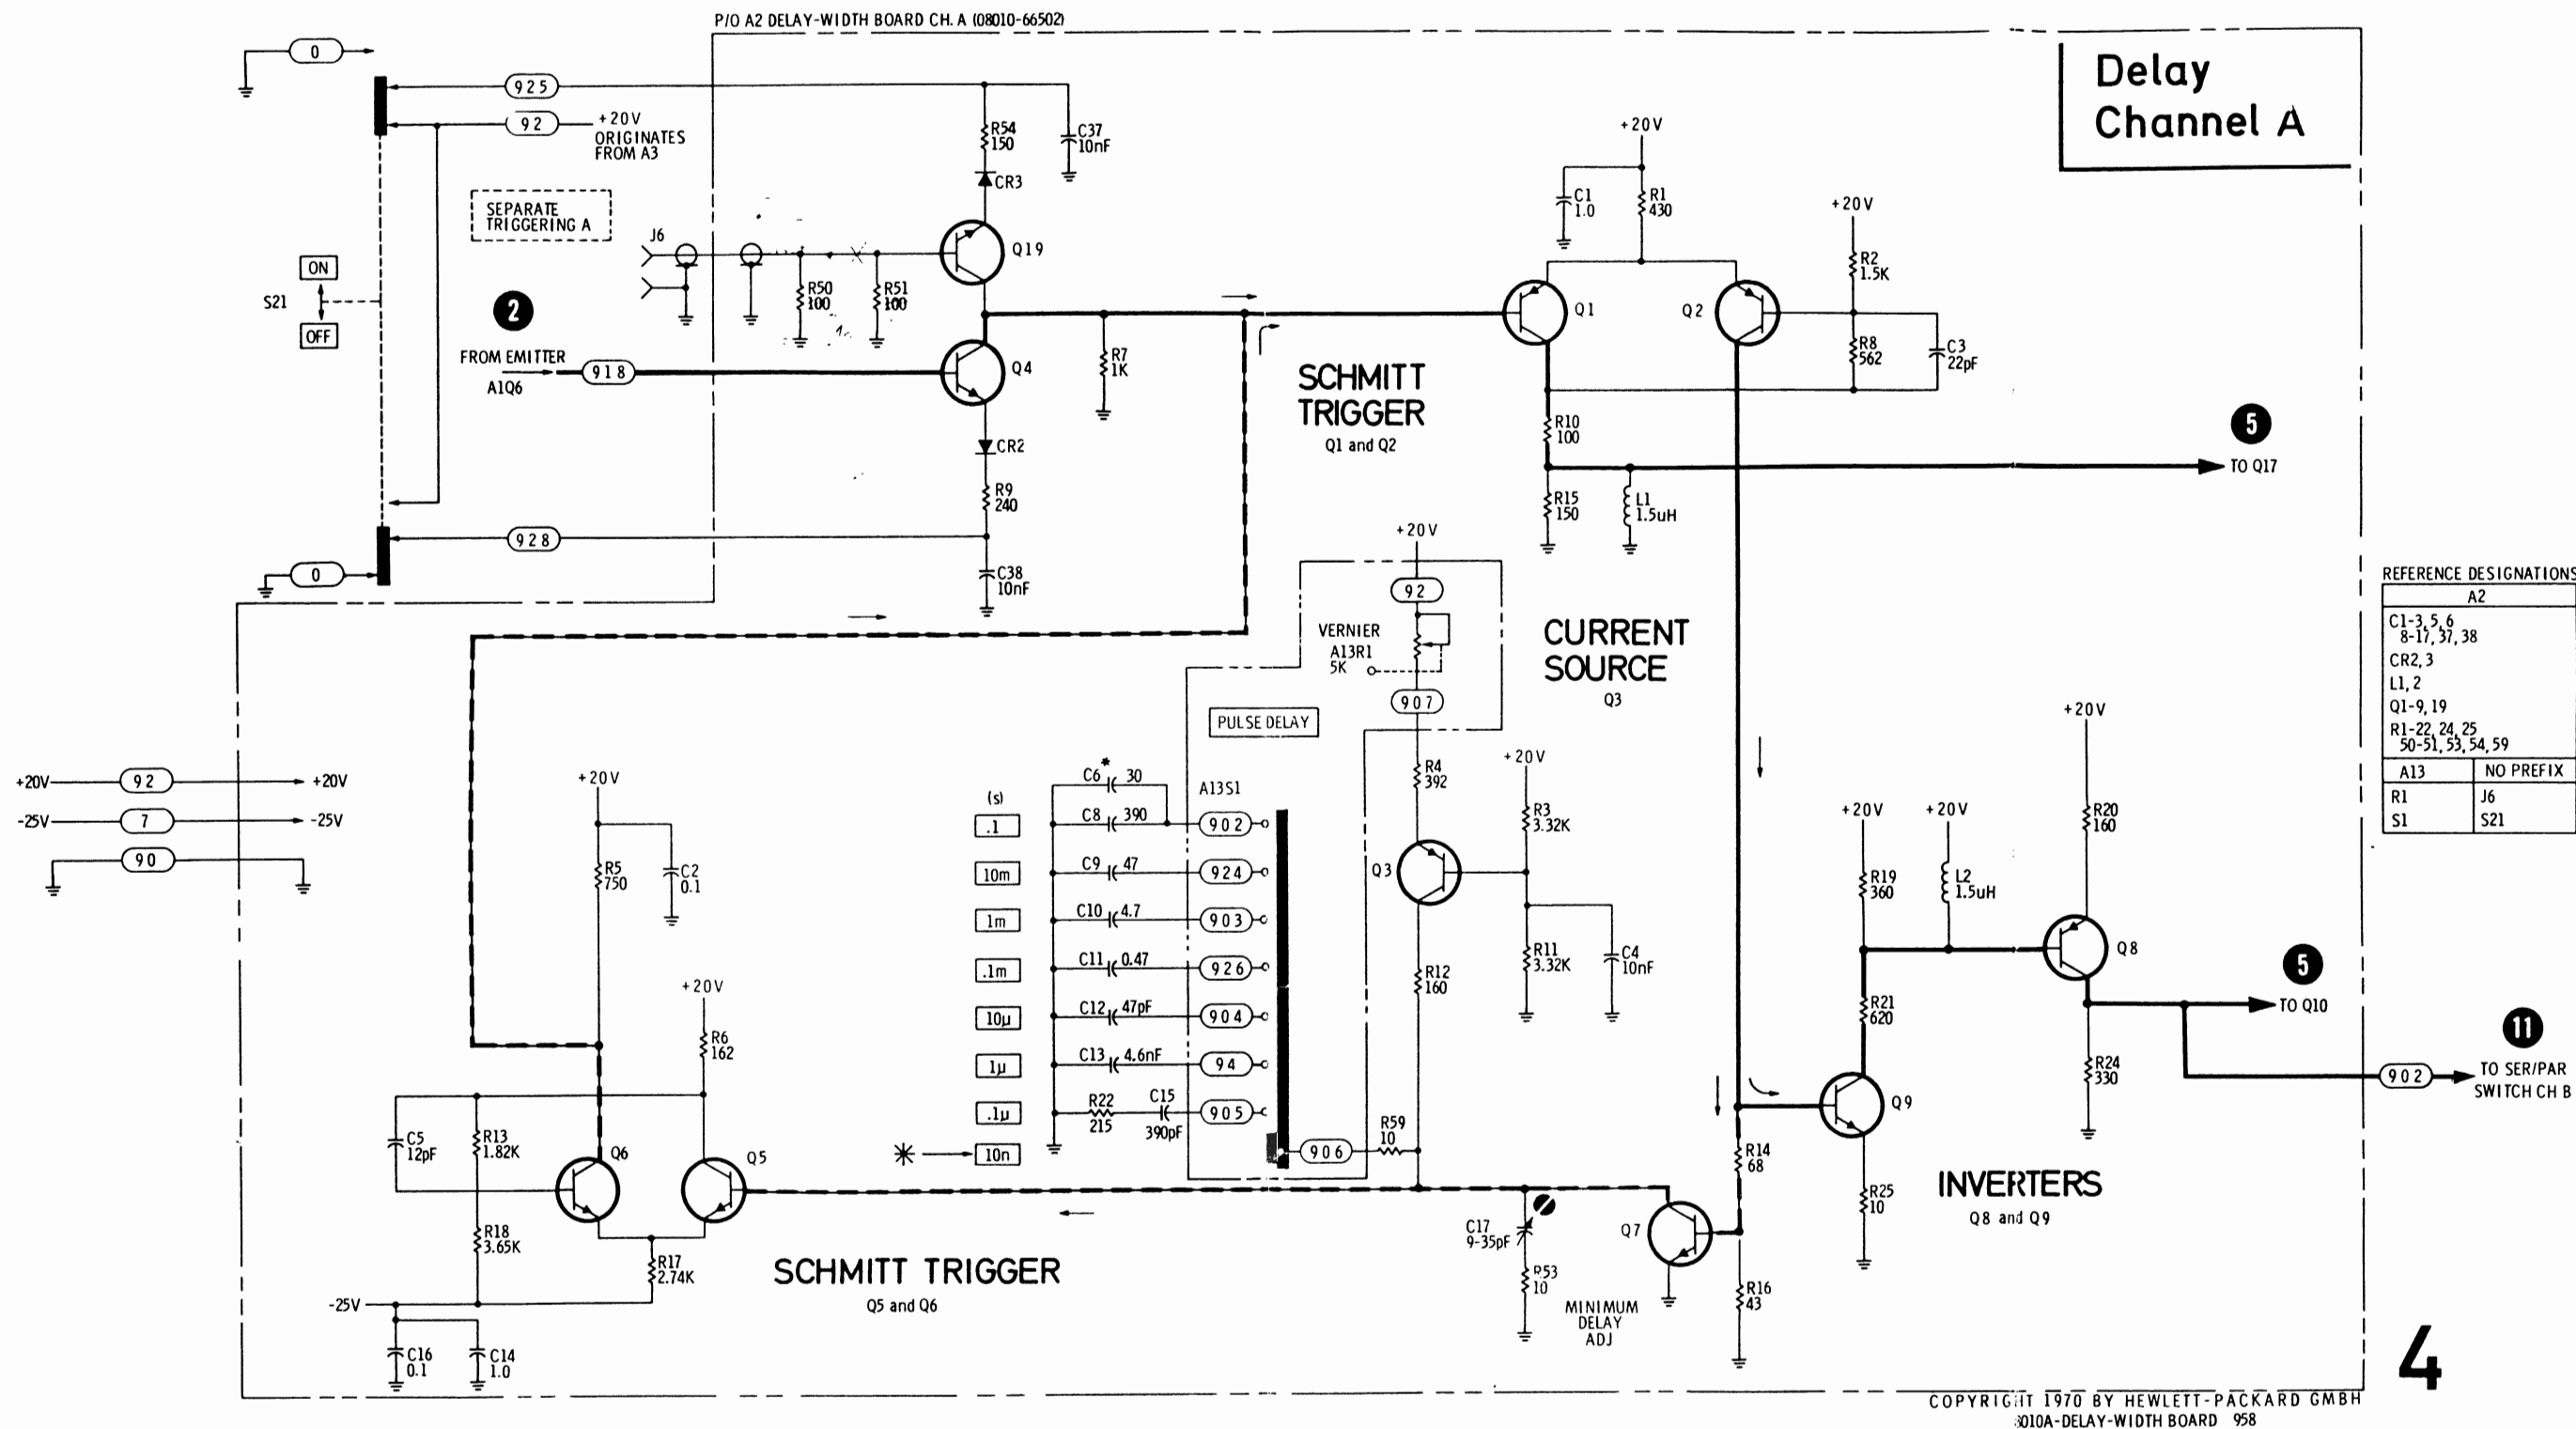 P/O A2 DELAY-WIDTH BOARD CH. A (08010-66502)
Delay
Channel A
0
925
92
+20V
ORIGINATES
FROM A3
SEPARATE
TRIGGERING A
ON
S21
OFF
2
FROM EMITTER
A1Q6
918
928
0
J6
R50
100
R51
100
R54
150
C37
10nF
CR3
Q19
Q4
CR2
R9
240
C38
10nF
R7
1K
SCHMITT
TRIGGER
Q1 and Q2
+20V
C1
1.0
R1
430
Q1
Q2
+20V
R2
1.5K
R8
562
C3
22pF
R10
100
R15
150
L1
1.5uH
5
TO Q17
+20V
92
VERNIER
A13R1
5K
907
CURRENT
SOURCE
Q3
PULSE DELAY
R4
392
+20V
R3
3.32K
Q3
R11
3.32K
C4
10nF
R12
160
A13S1
(s)
C6 * 30
.1
C8 390
902
10m
C9 47
924
1m
C10 4.7
903
.1m
C11 0.47
926
10µ
C12 47pF
904
1µ
C13 4.6nF
94
.1µ
R22
215
C15
390pF
905
10n
906
R59
10
+20V
92
+20V
-25V
7
-25V
90
+20V
R5
750
C2
0.1
+20V
R6
162
C5
12pF
R13
1.82K
Q6
Q5
R18
3.65K
R17
2.74K
-25V
C16
0.1
C14
1.0
SCHMITT TRIGGER
Q5 and Q6
C17
9-35pF
R53
10
MINIMUM
DELAY
ADJ
Q7
R14
68
R16
43
+20V
R19
360
+20V
L2
1.5uH
+20V
R20
160
Q8
R21
620
Q9
R25
10
R24
330
INVERTERS
Q8 and Q9
5
TO Q10
11
902
TO SER/PAR
SWITCH CH B
REFERENCE DESIGNATIONS
A2
C1-3, 5, 6
8-17, 37, 38
CR2, 3
L1, 2
Q1-9, 19
R1-22, 24, 25
50-51, 53, 54, 59
A13 NO PREFIX
R1 J6
S1 S21
4
COPYRIGHT 1970 BY HEWLETT-PACKARD GMBH
8010A-DELAY-WIDTH BOARD 958